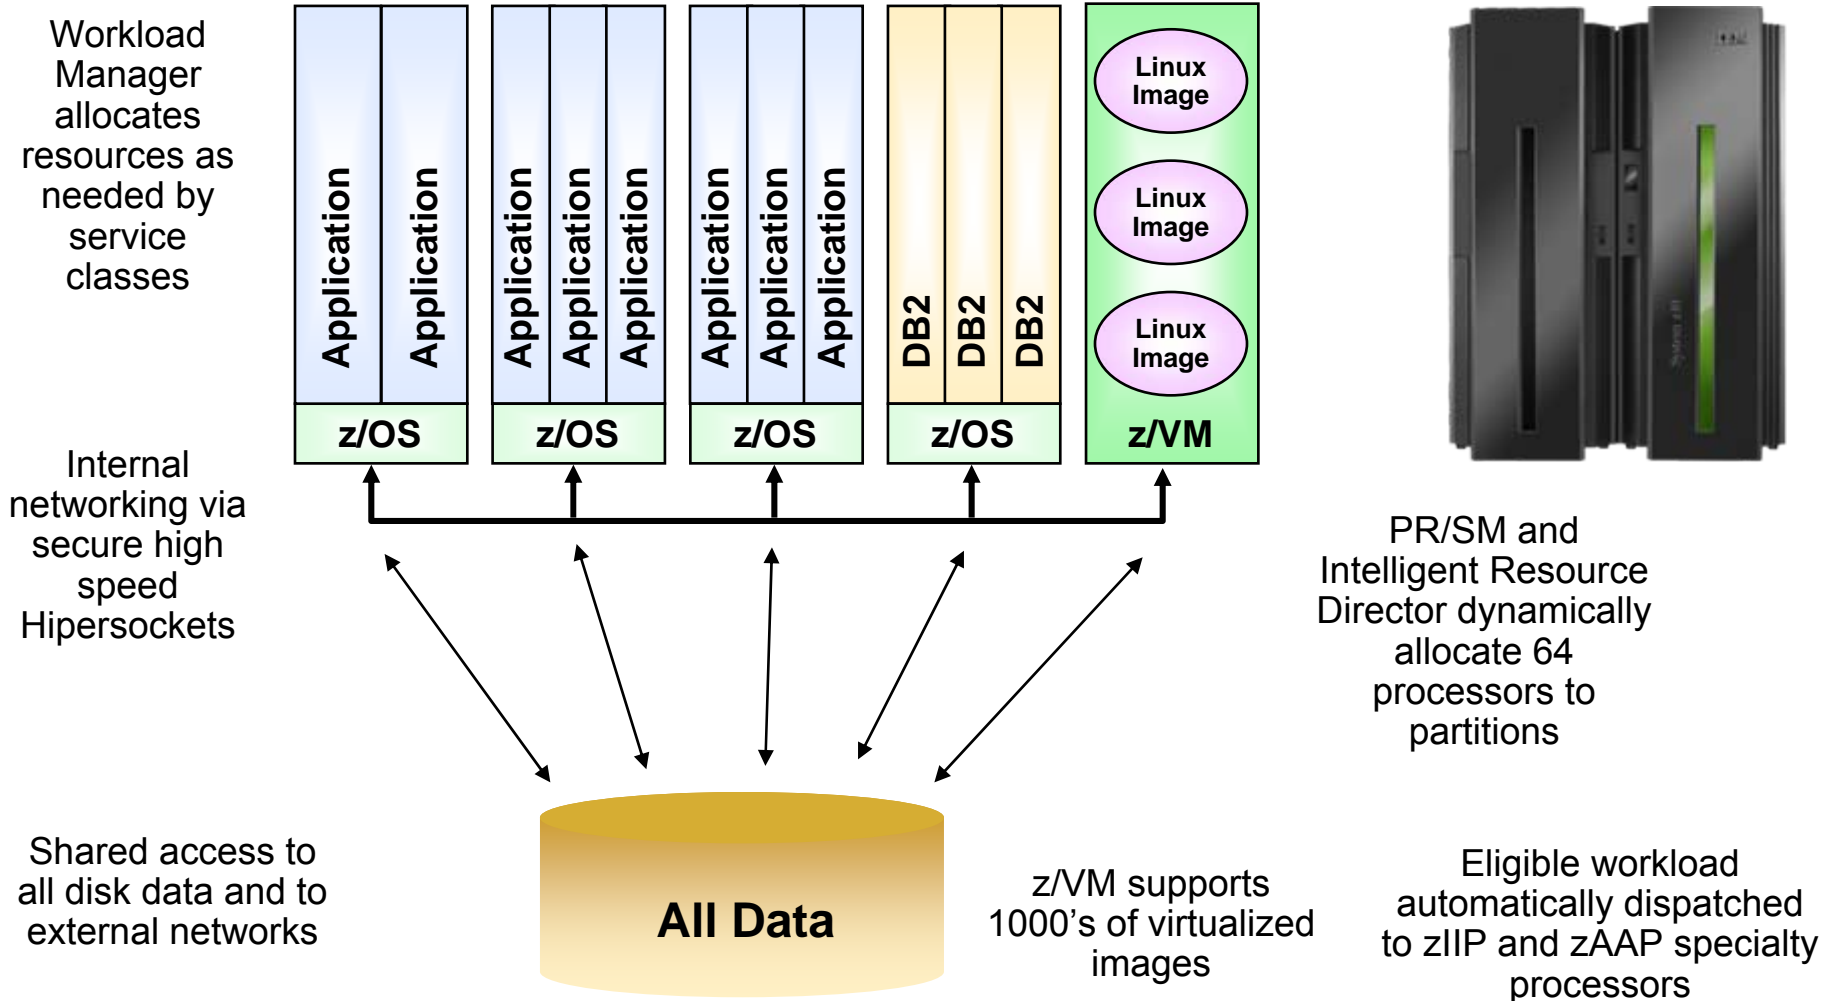 Workload
Manager
allocates
resources as
needed by
service
classes
Application
Application
z/OS
Application
Application
Application
z/OS
Application
Application
Application
z/OS
DB2
DB2
DB2
z/OS
Linux
Image
Linux
Image
Linux
Image
z/VM
System z10
Internal
networking via
secure high
speed
Hipersockets
PR/SM and
Intelligent Resource
Director dynamically
allocate 64
processors to
partitions
Shared access to
all disk data and to
external networks
All Data
z/VM supports
1000's of virtualized
images
Eligible workload
automatically dispatched
to zIIP and zAAP specialty
processors